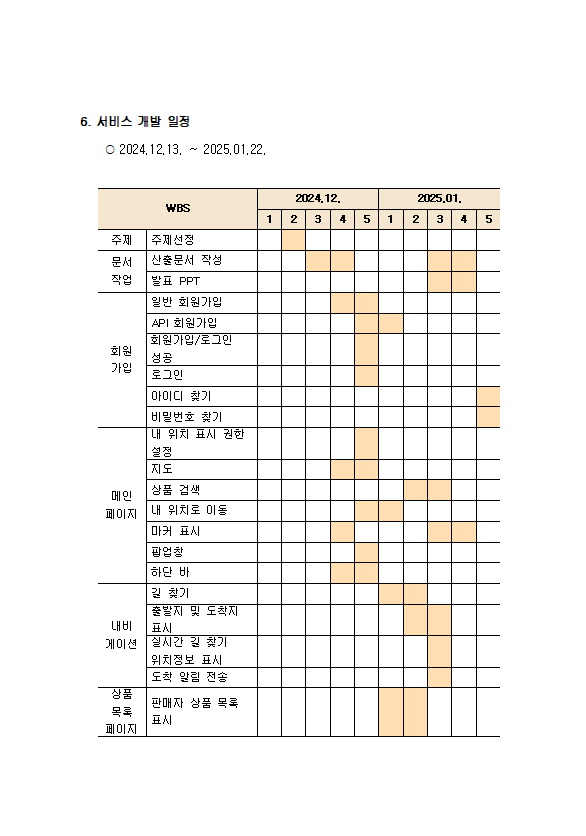 6. 서비스 개발 일정
○ 2024.12.13. ~ 2025.01.22.
WBS 2024.12. 2025.01.
1 2 3 4 5 1 2 3 4 5
주제 주제선정
문서
작업
산출문서 작성
발표 PPT
회원
가입
일반 회원가입
API 회원가입
회원가입/로그인
성공
로그인
아이디 찾기
비밀번호 찾기
메인
페이지
내 위치 표시 권한
설정
지도
상품 검색
내 위치로 이동
마커 표시
팝업창
하단 바
내비
게이션
길 찾기
출발지 및 도착지
표시
실시간 길 찾기
위치정보 표시
도착 알림 전송
상품
목록
페이지
판매자 상품 목록
표시